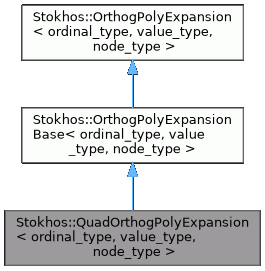 Stokhos::OrthogPolyExpansion
< ordinal_type, value_type,
node_type >
Stokhos::OrthogPolyExpansion
Base< ordinal_type, value
_type, node_type >
Stokhos::QuadOrthogPolyExpansion
< ordinal_type, value_type,
node_type >